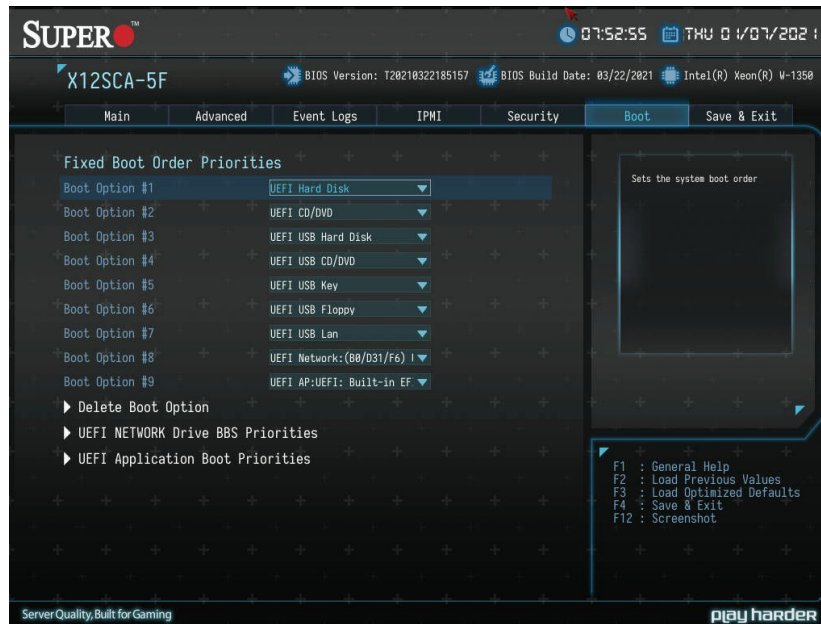 SUPER
07:52:55 THU 01/07/2021
X12SCA-5F
BIOS Version: T20210322185157 BIOS Build Date: 03/22/2021 Intel(R) Xeon(R) W-1350
Main Advanced Event Logs IPMI Security Boot Save & Exit
Fixed Boot Order Priorities
Boot Option #1 UEFI Hard Disk
Boot Option #2 UEFI CD/DVD
Boot Option #3 UEFI USB Hard Disk
Boot Option #4 UEFI USB CD/DVD
Boot Option #5 UEFI USB Key
Boot Option #6 UEFI USB Floppy
Boot Option #7 UEFI USB Lan
Boot Option #8 UEFI Network:(B0/D31/F6)
Boot Option #9 UEFI AP:UEFI: Built-in EF
Delete Boot Option
UEFI NETWORK Drive BBS Priorities
UEFI Application Boot Priorities
Sets the system boot order
F1 : General Help
F2 : Load Previous Values
F3 : Load Optimized Defaults
F4 : Save & Exit
F12 : Screenshot
Server Quality, Built for Gaming
play harder